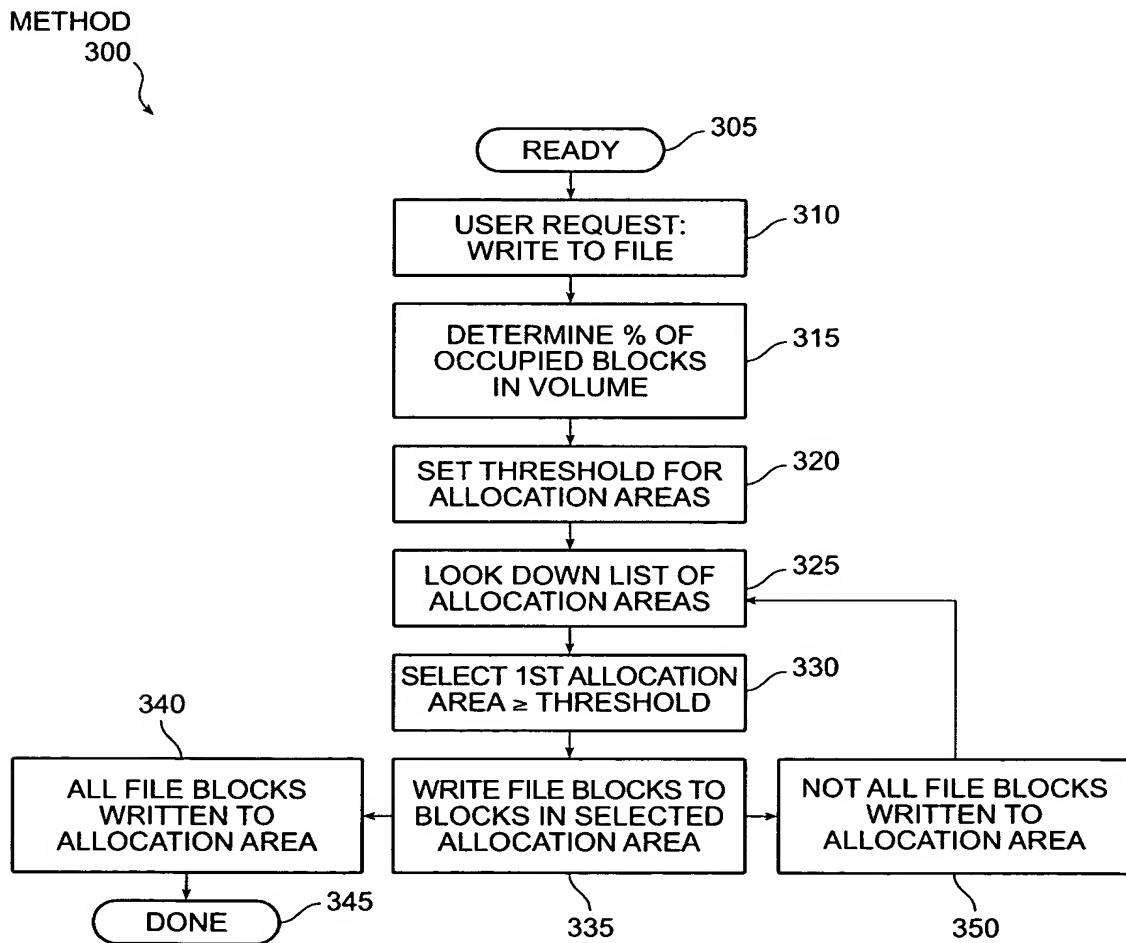 METHOD
300
305
READY
310
USER REQUEST:
WRITE TO FILE
315
DETERMINE % OF
OCCUPIED BLOCKS
IN VOLUME
320
SET THRESHOLD FOR
ALLOCATION AREAS
325
LOOK DOWN LIST OF
ALLOCATION AREAS
330
SELECT 1ST ALLOCATION
AREA ≥ THRESHOLD
340
ALL FILE BLOCKS
WRITTEN TO
ALLOCATION AREA
WRITE FILE BLOCKS TO
BLOCKS IN SELECTED
ALLOCATION AREA
NOT ALL FILE BLOCKS
WRITTEN TO
ALLOCATION AREA
345
DONE
335
350